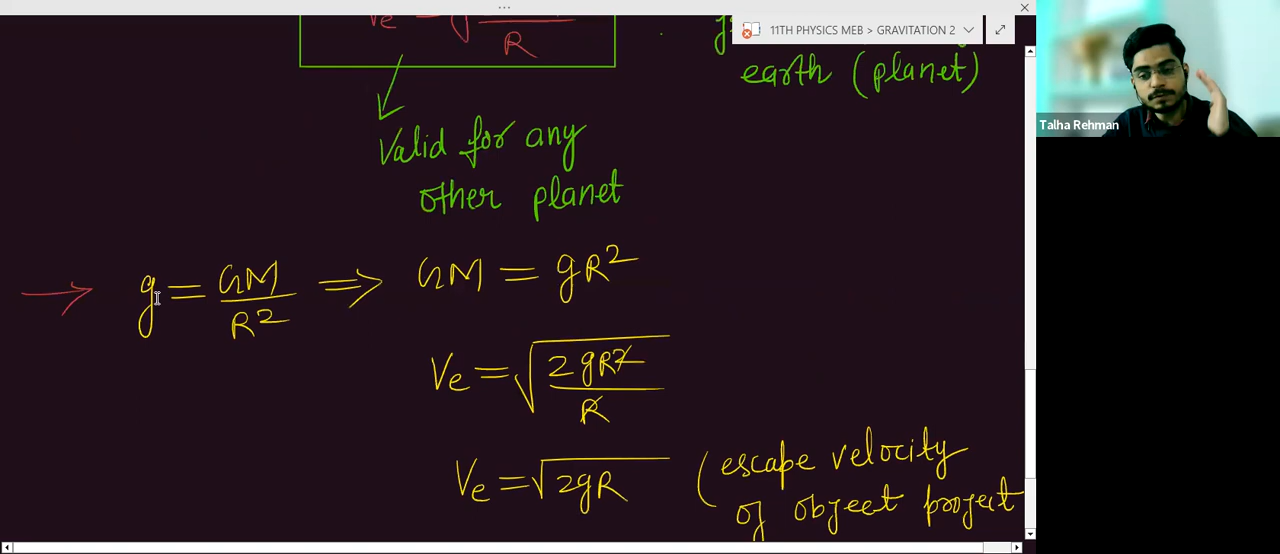 Ve = √
R
11TH PHYSICS MEB > GRAVITATION 2
earth (planet)
Talha Rehman
Valid for any
other planet
g = GM/R² ⇒ GM = gR²
Ve = √(2gR²/R)
Ve = √2gR (escape velocity
of object project